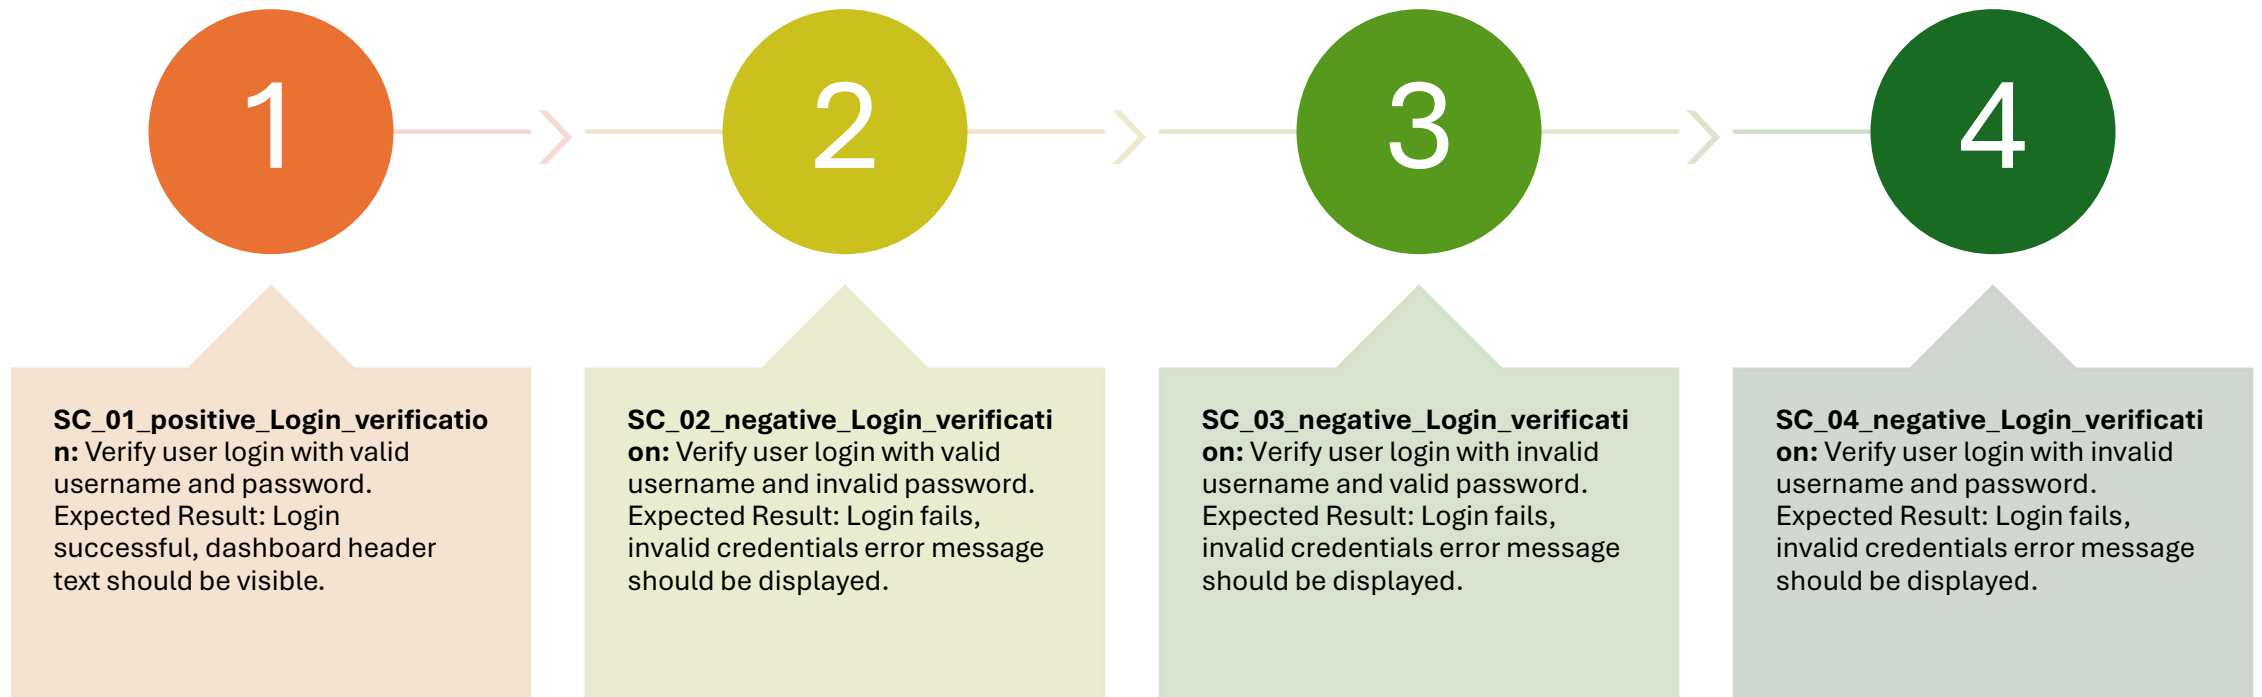 1
2
3
4
SC_01_positive_Login_verificatio
n: Verify user login with valid
username and password.
Expected Result: Login
successful, dashboard header
text should be visible.
SC_02_negative_Login_verificati
on: Verify user login with valid
username and invalid password.
Expected Result: Login fails,
invalid credentials error message
should be displayed.
SC_03_negative_Login_verificati
on: Verify user login with invalid
username and valid password.
Expected Result: Login fails,
invalid credentials error message
should be displayed.
SC_04_negative_Login_verificati
on: Verify user login with invalid
username and password.
Expected Result: Login fails,
invalid credentials error message
should be displayed.